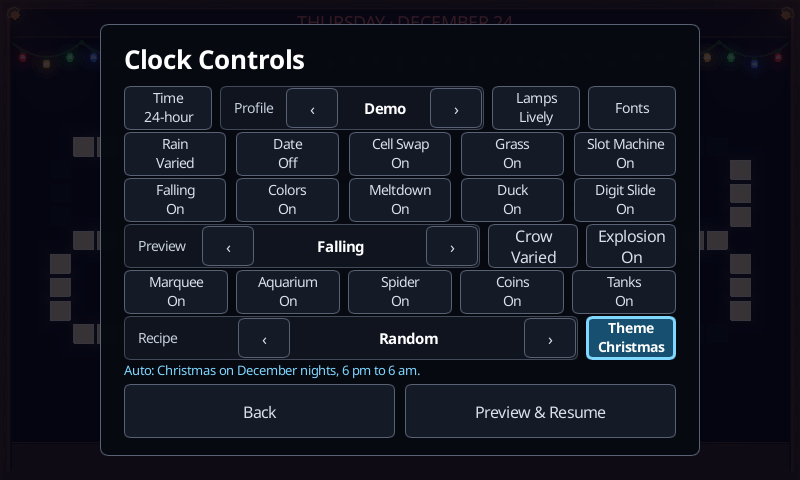 THURSDAY · DECEMBER 24
Clock Controls
Time
24-hour
Profile
‹
Demo
›
Lamps
Lively
Fonts
Rain
Varied
Date
Off
Cell Swap
On
Grass
On
Slot Machine
On
Falling
On
Colors
On
Meltdown
On
Duck
On
Digit Slide
On
Preview
‹
Falling
›
Crow
Varied
Explosion
On
Marquee
On
Aquarium
On
Spider
On
Coins
On
Tanks
On
Recipe
‹
Random
›
Theme
Christmas
Auto: Christmas on December nights, 6 pm to 6 am.
Back
Preview & Resume